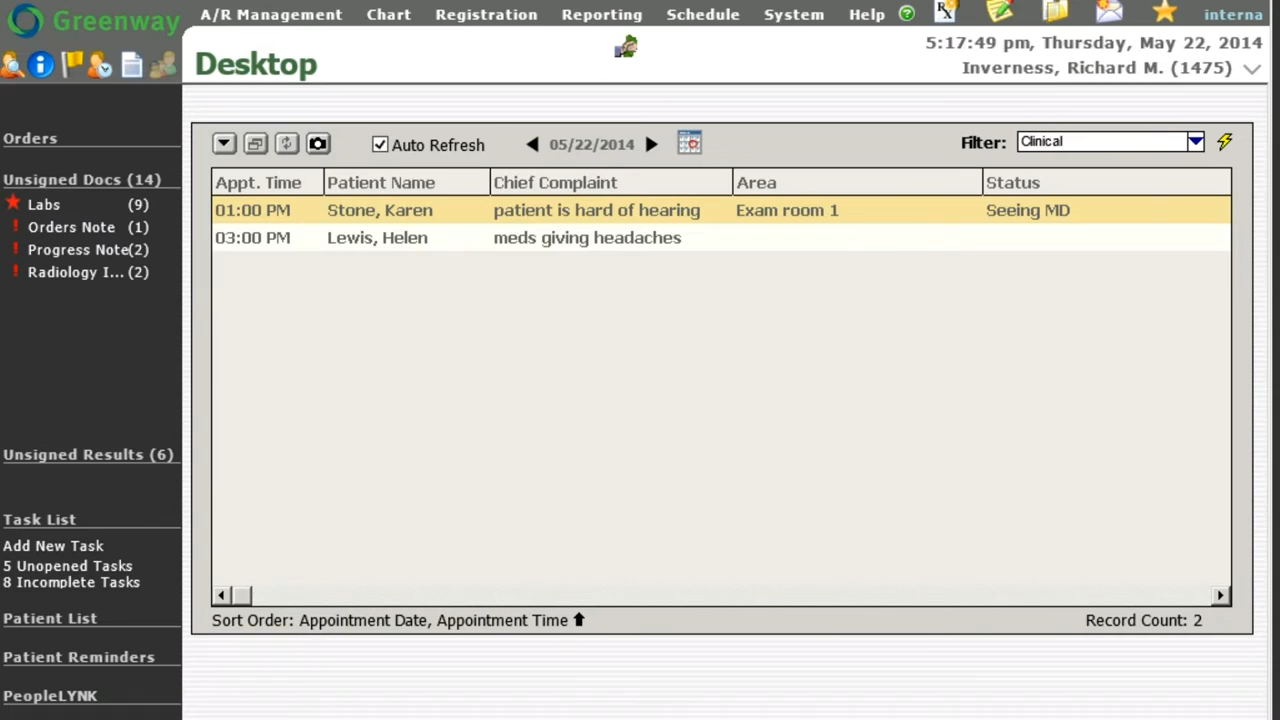 Greenway
A/R Management Chart Registration Reporting Schedule System Help ? Rx interna
5:17:49 pm, Thursday, May 22, 2014
Desktop
Inverness, Richard M. (1475)
Orders
Unsigned Docs (14)
Labs (9)
! Orders Note (1)
! Progress Note(2)
! Radiology I... (2)
Unsigned Results (6)
Task List
Add New Task
5 Unopened Tasks
8 Incomplete Tasks
Patient List
Patient Reminders
PeopleLYNK
Auto Refresh 05/22/2014 Filter: Clinical
Appt. Time Patient Name Chief Complaint Area Status
01:00 PM Stone, Karen patient is hard of hearing Exam room 1 Seeing MD
03:00 PM Lewis, Helen meds giving headaches
Sort Order: Appointment Date, Appointment Time Record Count: 2